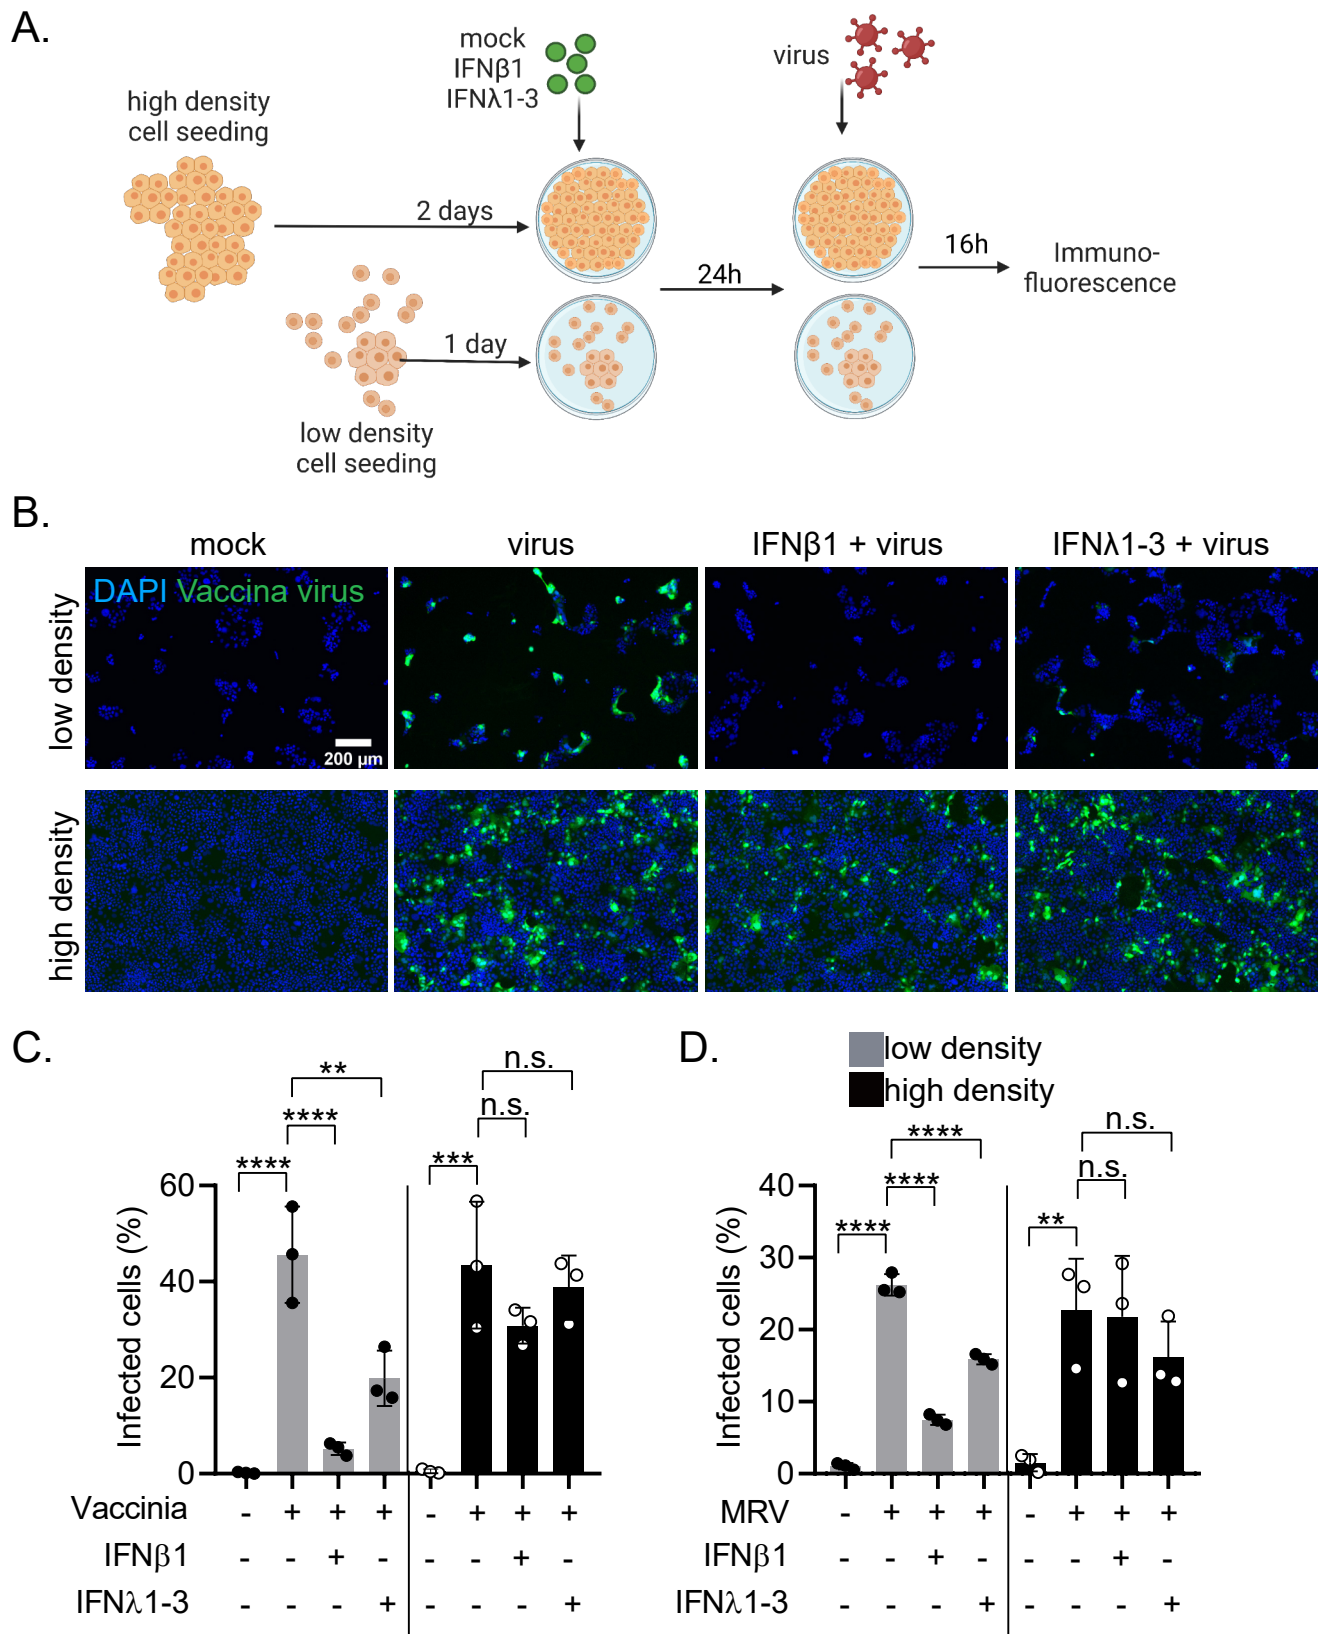 A.
mock
IFNβ1
IFNλ1-3
virus
high density
cell seeding
2 days
24h
16h
Immuno-
fluorescence
1 day
low density
cell seeding
B.
mock
virus
IFNβ1 + virus
IFNλ1-3 + virus
low density
DAPI Vaccina virus
200 µm
high density
C.
Infected cells (%)
60
40
20
0
****
****
**
***
n.s.
n.s.
Vaccinia - + + + - + + +
IFNβ1 - - + - - - + -
IFNλ1-3 - - - + - - - +
D.
low density
high density
Infected cells (%)
40
30
20
10
0
****
****
****
**
n.s.
n.s.
MRV - + + + - + + +
IFNβ1 - - + - - - + -
IFNλ1-3 - - - + - - - +